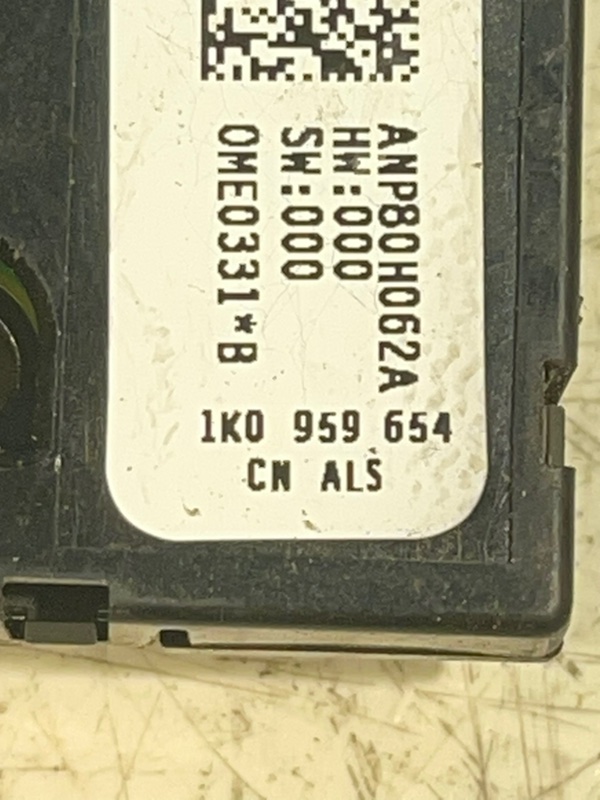 ANP80H062A
HW:000
SW:000
OME0331*B
1K0 959 654
CN ALS